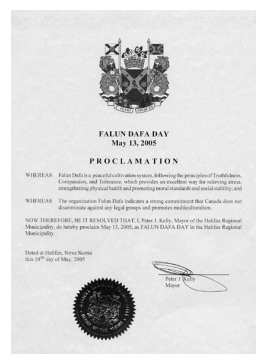 FALUN DAFA DAY
May 13, 2005
PROCLAMATION
WHEREAS Falun Dafa is a peaceful cultivation system, following the principles of Truthfulness,
Compassion, and Tolerance, which provides an excellent way for relieving stress,
strengthening physical health and promoting moral standards and social stability; and
WHEREAS The organization Falun Dafa indicates a strong commitment that Canada does not
discriminate against any legal groups and promotes multiculturalism.
NOW THEREFORE, BE IT RESOLVED THAT, I, Peter J. Kelly, Mayor of the Halifax Regional
Municipality, do hereby proclaim May 13, 2005, as FALUN DAFA DAY in the Halifax Regional
Municipality.
Dated at Halifax, Nova Scotia
this 10th day of May, 2005
Peter J. Kelly
Mayor